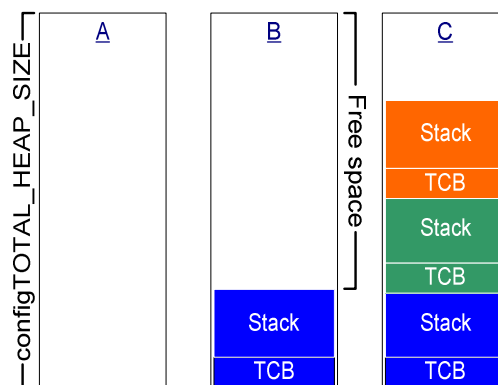 A
B
C
configTOTAL_HEAP_SIZE
Free space
Stack
TCB
Stack
TCB
Stack
TCB
Stack
TCB